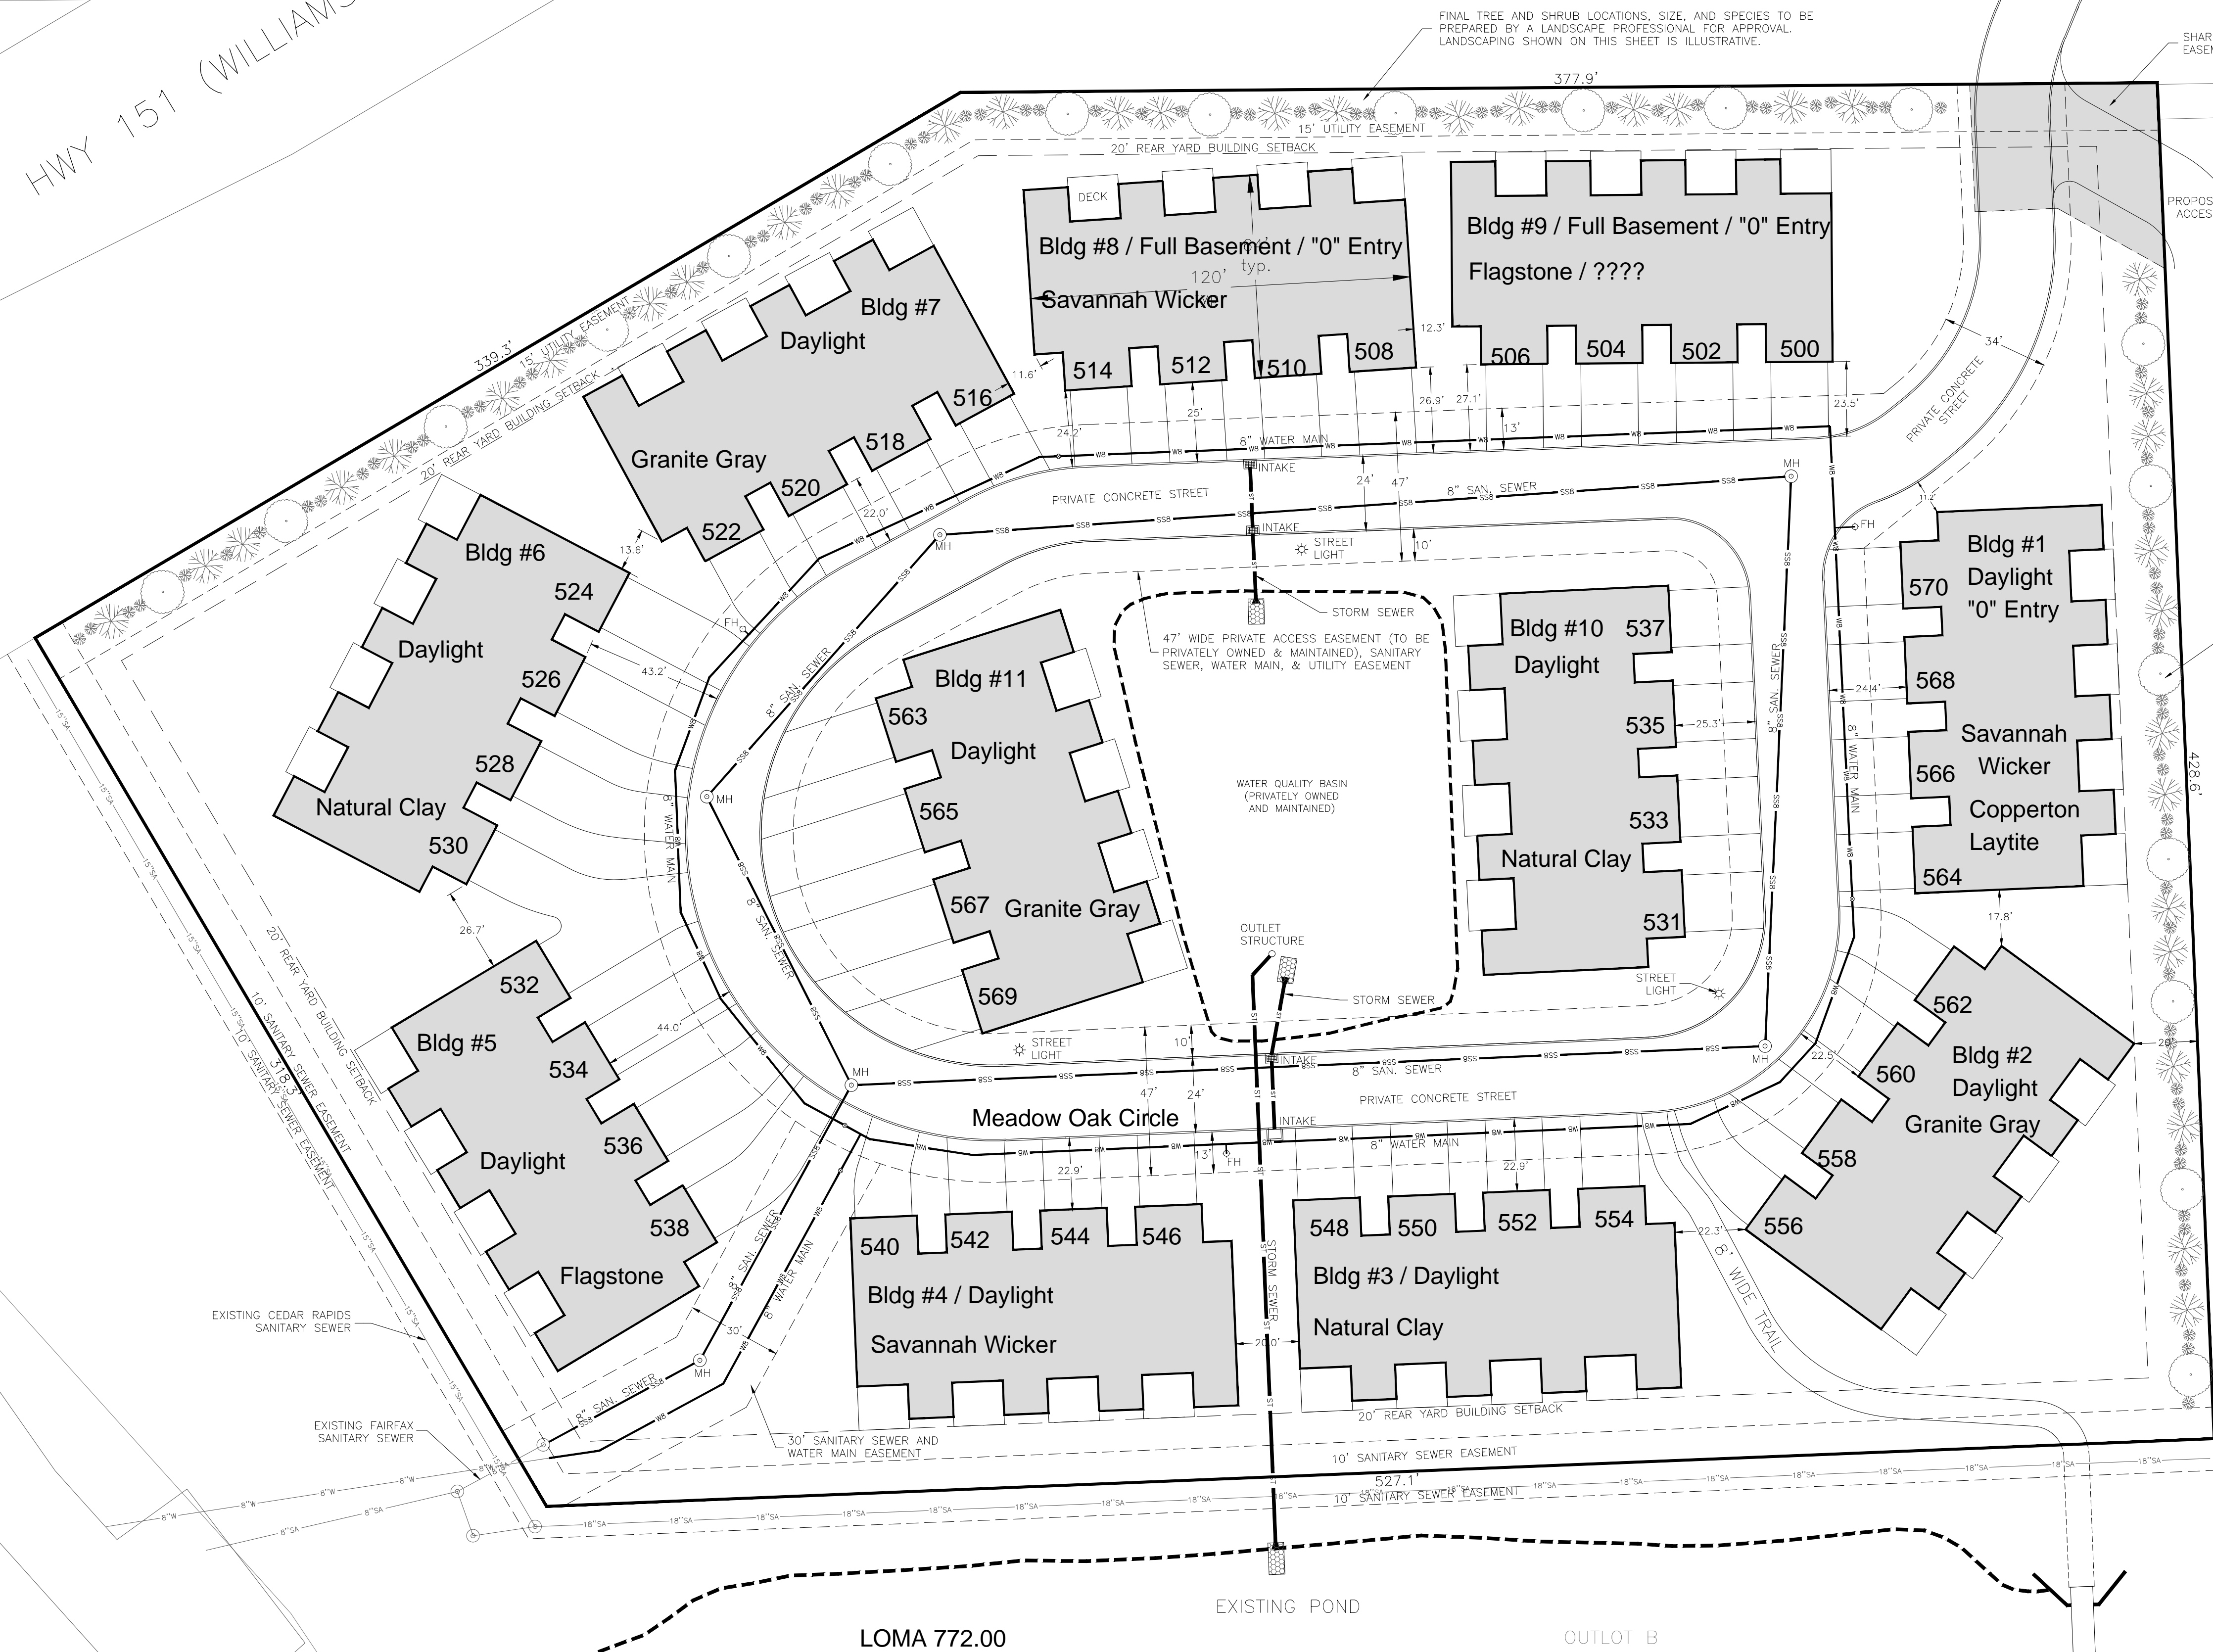 HWY 151 (WILLIAMS
FINAL TREE AND SHRUB LOCATIONS, SIZE, AND SPECIES TO BE
PREPARED BY A LANDSCAPE PROFESSIONAL FOR APPROVAL.
LANDSCAPING SHOWN ON THIS SHEET IS ILLUSTRATIVE.
SHAR
EASEM
377.9'
15' UTILITY EASEMENT
20' REAR YARD BUILDING SETBACK
PROPOS
ACCES
DECK
Bldg #8 / Full Basement / "0" Entry
84'
typ.
120'
Savannah Wicker
514
512
510
508
Bldg #9 / Full Basement / "0" Entry
Flagstone / ????
506
504
502
500
12.3'
11.6'
24.2'
25'
26.9'
27.1'
13'
23.5'
34'
PRIVATE CONCRETE
STREET
339.3'
15' UTILITY EASEMENT
20' REAR YARD BUILDING SETBACK
Bldg #7
Daylight
Granite Gray
516
518
520
522
22.0'
13.6'
8" WATER MAIN
INTAKE
PRIVATE CONCRETE STREET
24'
47'
8" SAN. SEWER
MH
MH
INTAKE
STREET
LIGHT
10'
11.2'
FH
Bldg #6
524
Daylight
526
528
Natural Clay
530
43.2'
FH
8" SAN. SEWER
MH
8" WATER MAIN
8" SAN. SEWER
STORM SEWER
47' WIDE PRIVATE ACCESS EASEMENT (TO BE
PRIVATELY OWNED & MAINTAINED), SANITARY
SEWER, WATER MAIN, & UTILITY EASEMENT
Bldg #11
563
Daylight
565
567
Granite Gray
569
WATER QUALITY BASIN
(PRIVATELY OWNED
AND MAINTAINED)
OUTLET
STRUCTURE
STORM SEWER
Bldg #10
537
Daylight
535
533
Natural Clay
531
25.3'
8" SAN. SEWER
STREET
LIGHT
24.4'
8" WATER MAIN
Bldg #1
Daylight
"0" Entry
570
568
Savannah
Wicker
566
Copperton
Laytite
564
428.6'
17.8'
26.7'
Bldg #5
532
534
536
Daylight
538
Flagstone
44.0'
20' REAR YARD BUILDING SETBACK
10' SANITARY SEWER EASEMENT
318.3'
10' SANITARY SEWER EASEMENT
STREET
LIGHT
10'
INTAKE
8" SAN. SEWER
MH
MH
47'
24'
Meadow Oak Circle
PRIVATE CONCRETE STREET
INTAKE
8" WATER MAIN
13'
FH
22.9'
22.9'
22.5'
562
Bldg #2
560
Daylight
Granite Gray
558
556
20'
22.3'
8' WIDE TRAIL
540
542
544
546
Bldg #4 / Daylight
Savannah Wicker
548
550
552
554
Bldg #3 / Daylight
Natural Clay
STORM SEWER
20.0'
8" SAN. SEWER
8" WATER MAIN
30'
MH
8" SAN. SEWER
EXISTING CEDAR RAPIDS
SANITARY SEWER
EXISTING FAIRFAX
SANITARY SEWER
30' SANITARY SEWER AND
WATER MAIN EASEMENT
20' REAR YARD BUILDING SETBACK
10' SANITARY SEWER EASEMENT
527.1'
10' SANITARY SEWER EASEMENT
EXISTING POND
LOMA 772.00
OUTLOT B